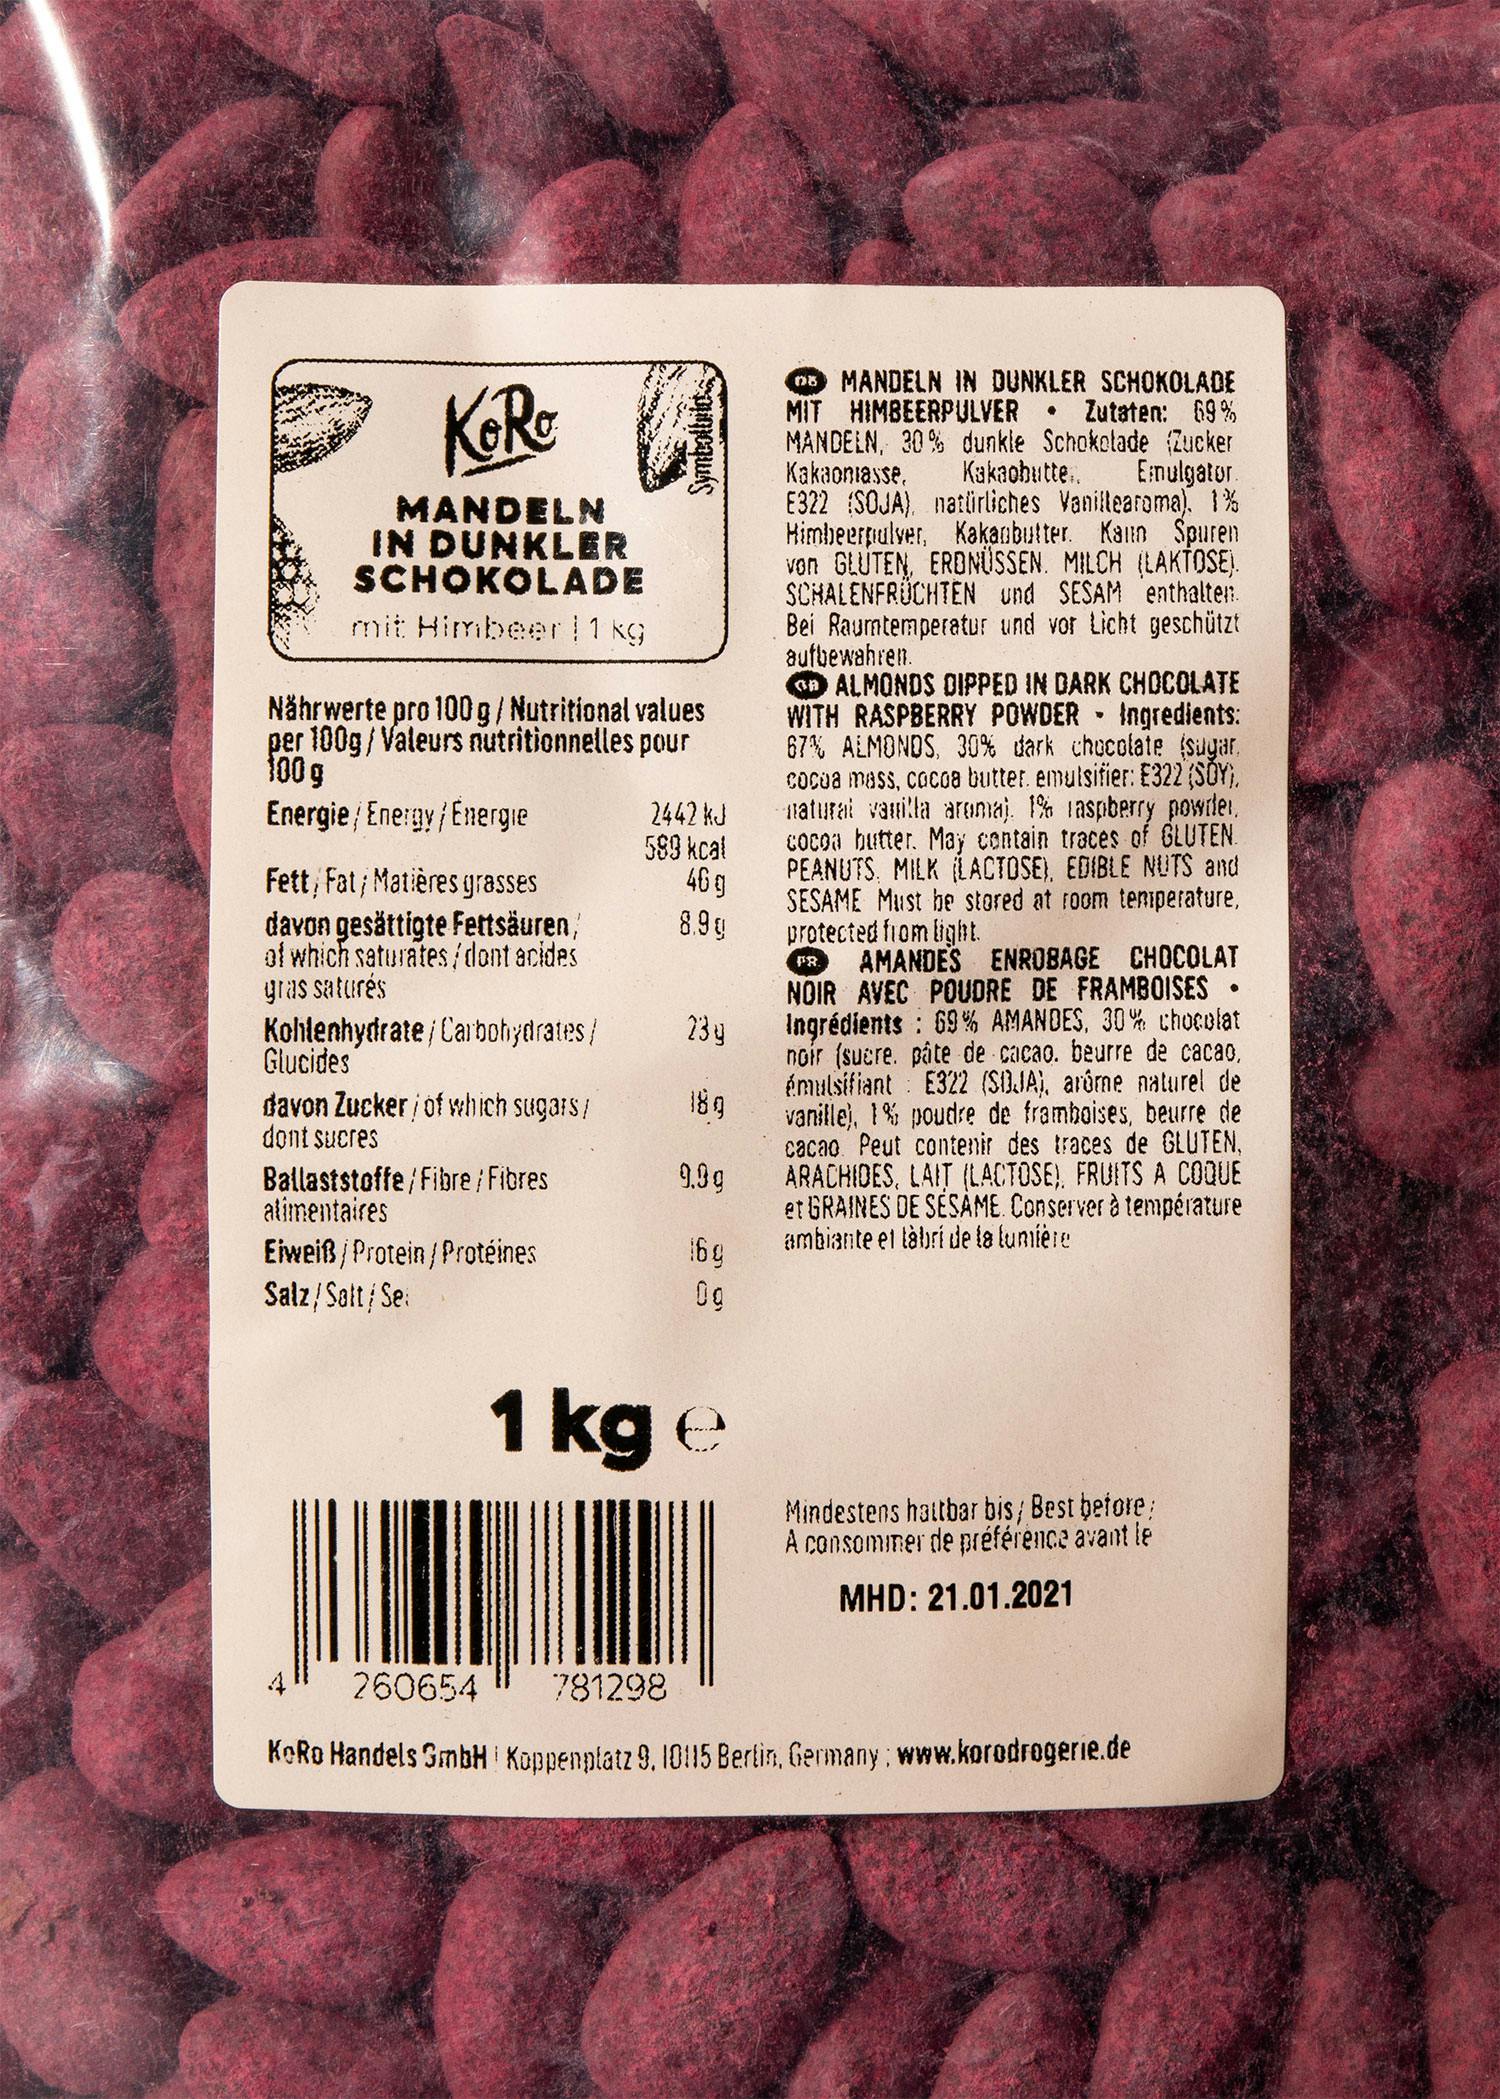 KoRo
Symbolbild
MANDELN
IN DUNKLER
SCHOKOLADE
mit Himbeer | 1 kg
Nährwerte pro 100 g / Nutritional values
per 100g / Valeurs nutritionnelles pour
100 g
Energie / Energy / Énergie 2442 kJ
589 kcal
Fett / Fat / Matières grasses 46 g
davon gesättigte Fettsäuren / 8.9 g
of which saturates / dont acides
gras saturés
Kohlenhydrate / Carbohydrates / 23 g
Glucides
davon Zucker / of which sugars / 18 g
dont sucres
Ballaststoffe / Fibre / Fibres 9.9 g
alimentaires
Eiweiß / Protein / Protéines 16 g
Salz / Salt / Sel 0 g
1 kg ℮
4 260654 781298
DE MANDELN IN DUNKLER SCHOKOLADE
MIT HIMBEERPULVER • Zutaten: 69 %
MANDELN, 30 % dunkle Schokolade (Zucker
Kakaomasse, Kakaobutter, Emulgator.
E322 (SOJA), natürliches Vanillearoma), 1 %
Himbeerpulver, Kakaobutter. Kann Spuren
von GLUTEN, ERDNÜSSEN. MILCH (LAKTOSE).
SCHALENFRÜCHTEN und SESAM enthalten.
Bei Raumtemperatur und vor Licht geschützt
aufbewahren.
GB ALMONDS DIPPED IN DARK CHOCOLATE
WITH RASPBERRY POWDER • Ingredients:
67% ALMONDS, 30% dark chocolate (sugar,
cocoa mass, cocoa butter. emulsifier: E322 (SOY),
natural vanilla aroma). 1% raspberry powder,
cocoa butter. May contain traces of GLUTEN.
PEANUTS. MILK (LACTOSE), EDIBLE NUTS and
SESAME Must be stored at room temperature,
protected from light.
FR AMANDES ENROBAGE CHOCOLAT
NOIR AVEC POUDRE DE FRAMBOISES •
Ingrédients : 69 % AMANDES, 30 % chocolat
noir (sucre. pâte de cacao. beurre de cacao,
émulsifiant : E322 (SOJA), arôme naturel de
vanille), 1 % poudre de framboises, beurre de
cacao. Peut contenir des traces de GLUTEN,
ARACHIDES, LAIT (LACTOSE), FRUITS A COQUE
et GRAINES DE SÉSAME. Conserver à température
ambiante et làbri de la lumière
Mindestens haltbar bis / Best before /
A consommer de préférence avant le
MHD: 21.01.2021
KoRo Handels GmbH | Koppenplatz 9, 10115 Berlin, Germany ; www.korodrogerie.de